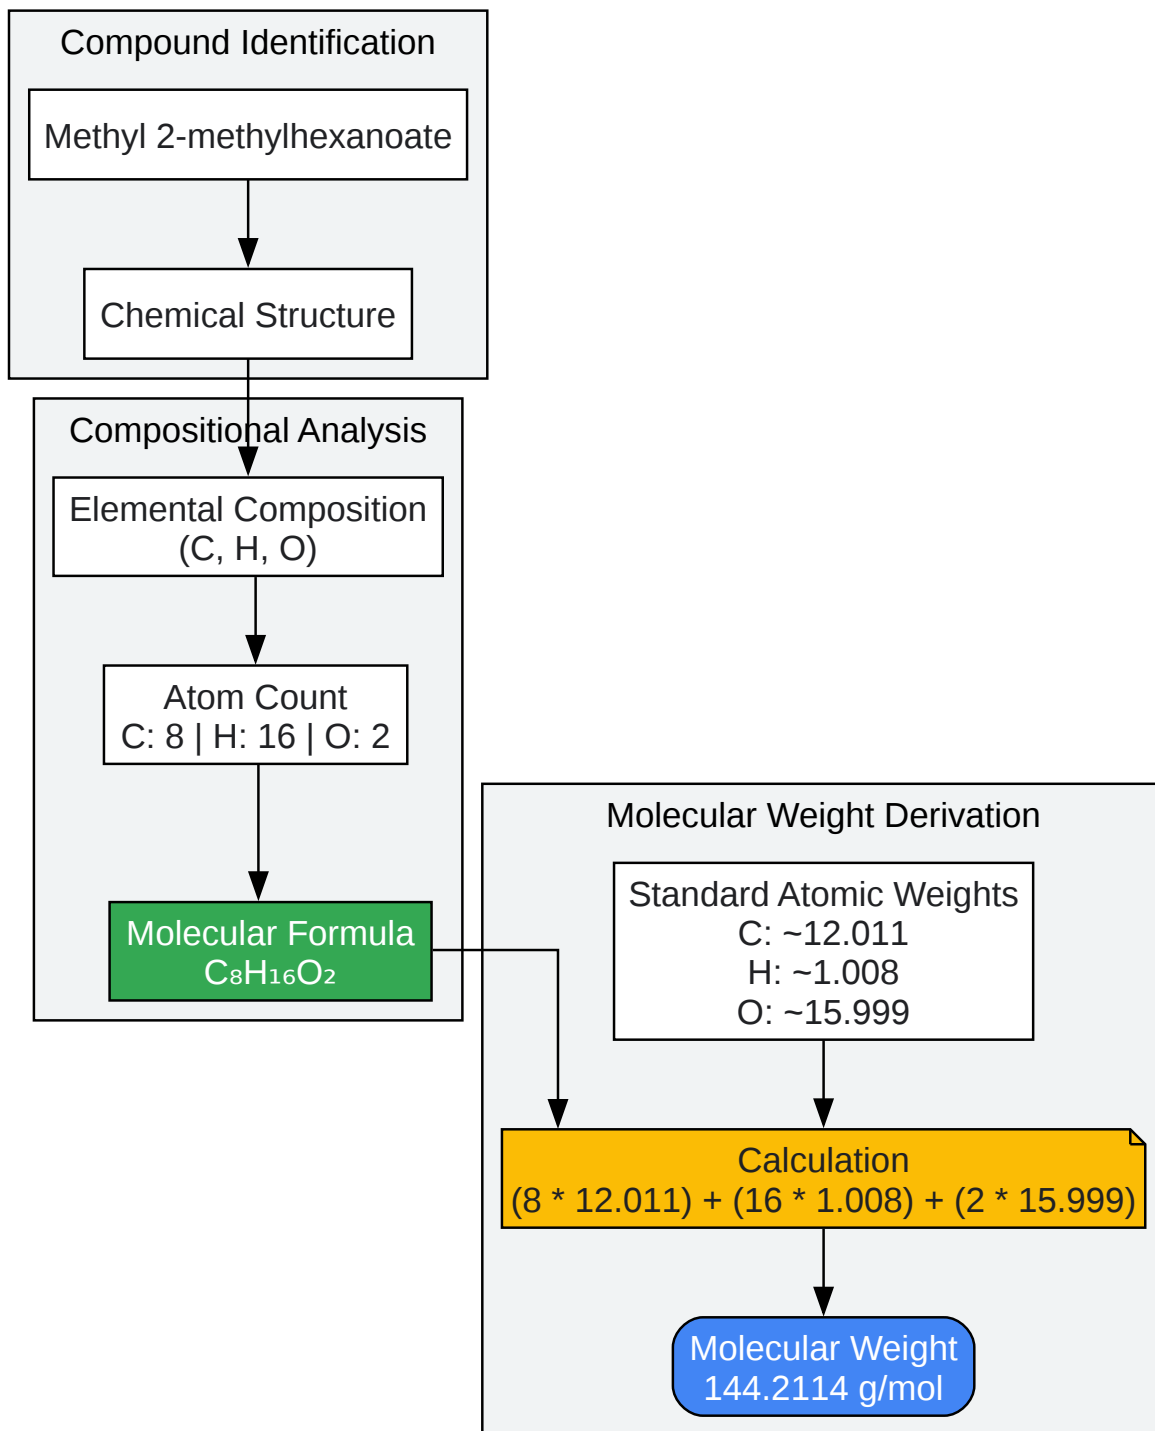 Compound Identification
Methyl 2-methylhexanoate
Chemical Structure
Compositional Analysis
Elemental Composition
(C, H, O)
Atom Count
C: 8 | H: 16 | O: 2
Molecular Formula
C₈H₁₆O₂
Molecular Weight Derivation
Standard Atomic Weights
C: ~12.011
H: ~1.008
O: ~15.999
Calculation
(8 * 12.011) + (16 * 1.008) + (2 * 15.999)
Molecular Weight
144.2114 g/mol